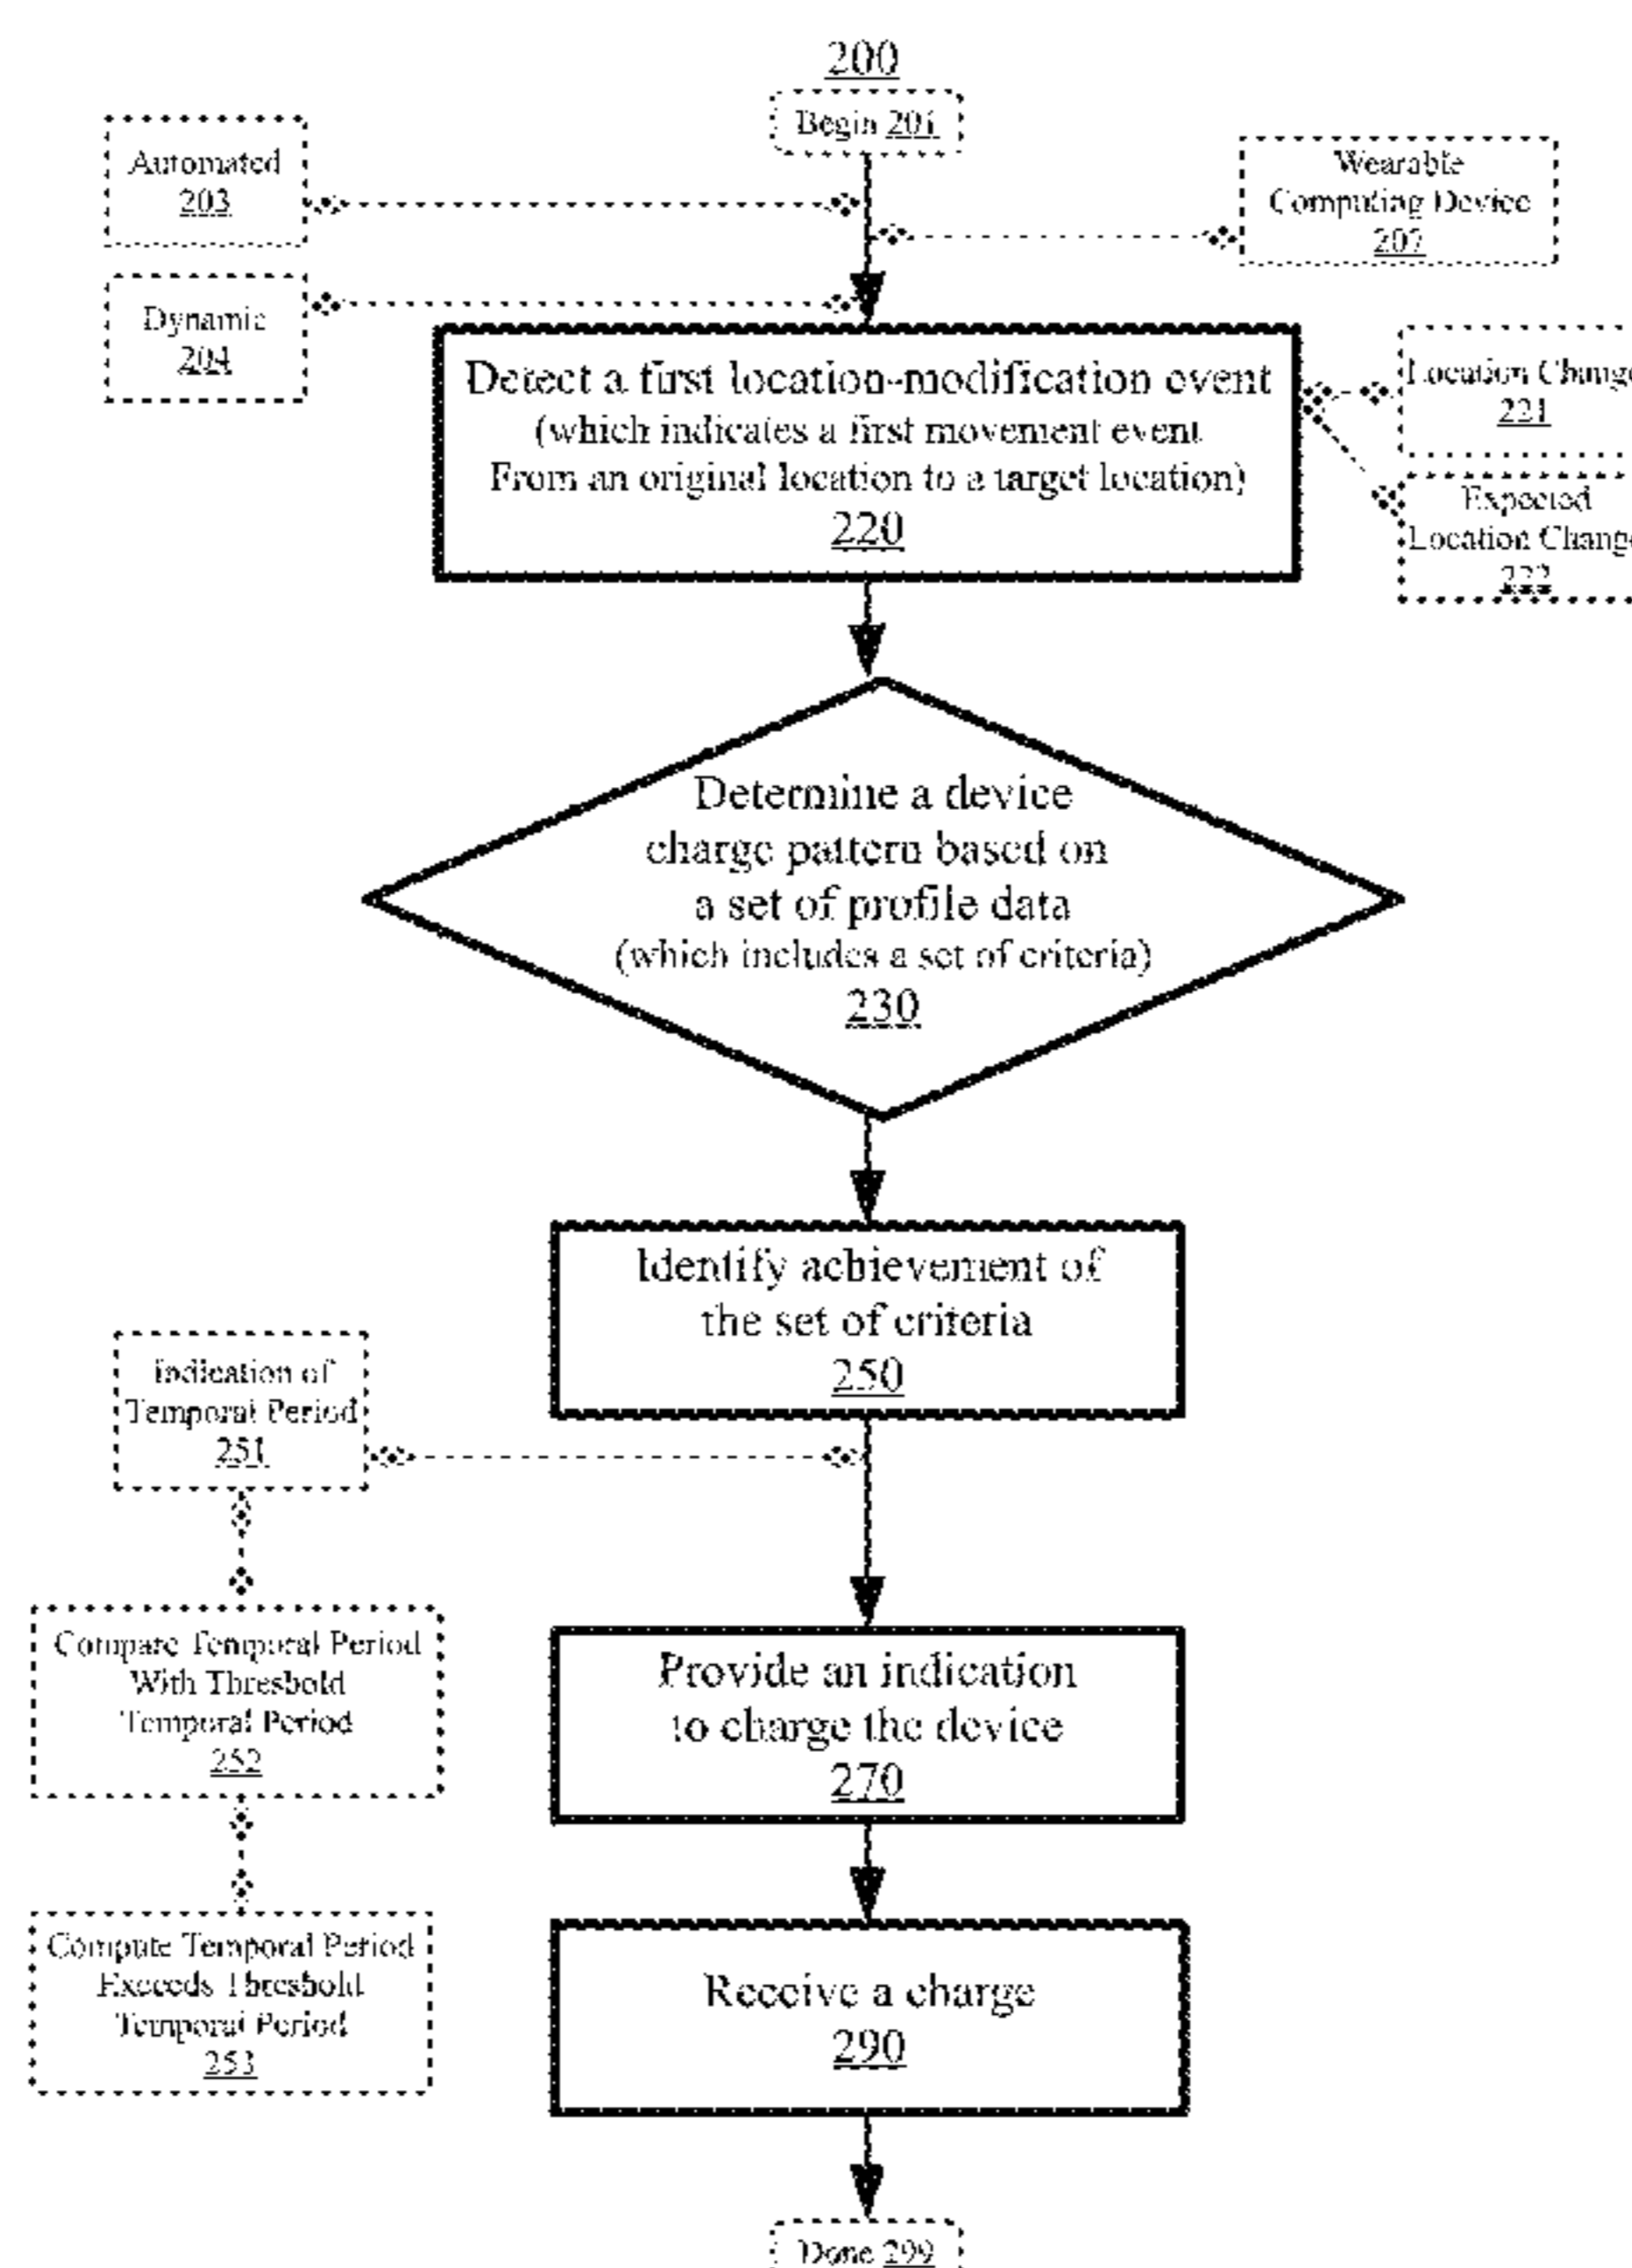 200
Begin 201
Automated
203
Wearable
Computing Device
207
Dynamic
204
Detect a first location-modification event
(which indicates a first movement event
From an original location to a target location)
220
Location Change
221
Expected
Location Change
222
Determine a device
charge pattern based on
a set of profile data
(which includes a set of criteria)
230
Identify achievement of
the set of criteria
250
Indication of
Temporal Period
251
Compare Temporal Period
With Threshold
Temporal Period
252
Provide an indication
to charge the device
270
Compute Temporal Period
Exceeds Threshold
Temporal Period
253
Receive a charge
290
Done 299